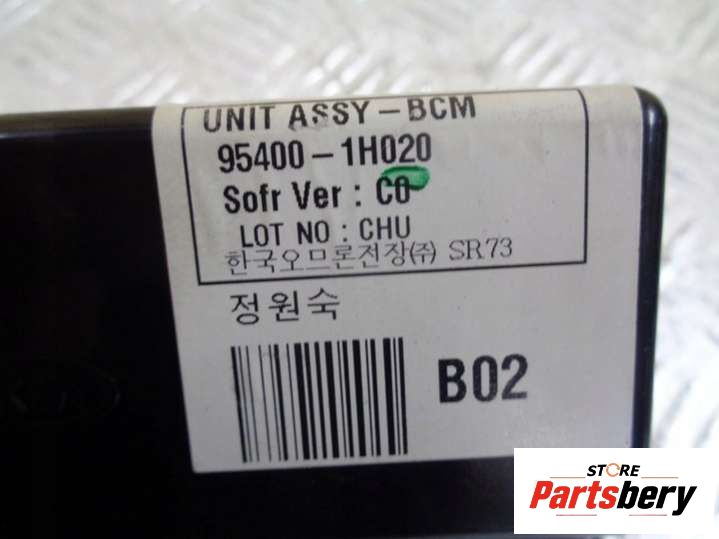 UNIT ASSY-BCM
95400-1H020
Sofr Ver : C0
LOT NO : CHU
한국오므론전장(주) SR73
정원숙
B02
STORE
Partsbery